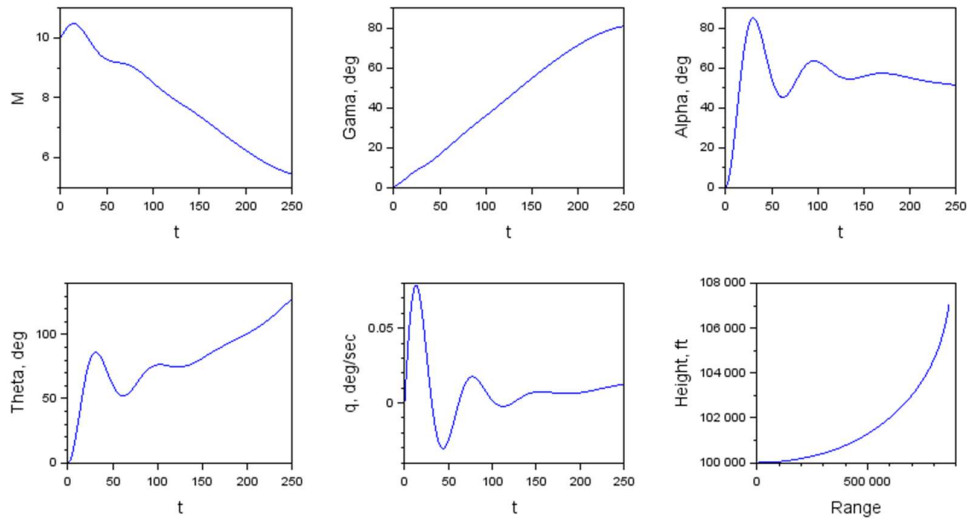 10
8
6
M
0 50 100 150 200 250
t
80
60
40
20
0
Gama, deg
0 50 100 150 200 250
t
80
60
40
20
0
Alpha, deg
0 50 100 150 200 250
t
100
50
0
Theta, deg
0 50 100 150 200 250
t
0.05
0
q, deg/sec
0 50 100 150 200 250
t
108 000
106 000
104 000
102 000
100 000
Height, ft
0 500 000
Range